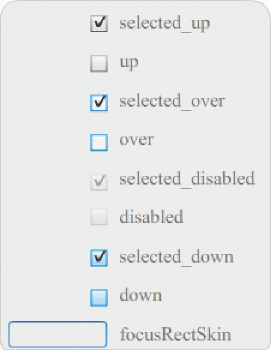 selected_up
up
selected_over
over
selected_disabled
disabled
selected_down
down
focusRectSkin